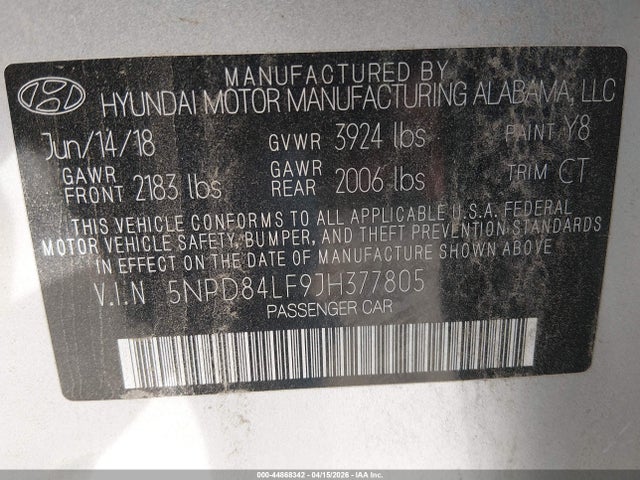 MANUFACTURED BY
HYUNDAI MOTOR MANUFACTURING ALABAMA, LLC
Jun/14/18 GVWR 3924 lbs PAINT Y8
GAWR FRONT 2183 lbs GAWR REAR 2006 lbs TRIM CT
THIS VEHICLE CONFORMS TO ALL APPLICABLE U.S.A. FEDERAL
MOTOR VEHICLE SAFETY, BUMPER, AND THEFT PREVENTION STANDARDS
IN EFFECT ON THE DATE OF MANUFACTURE SHOWN ABOVE
V.I.N 5NPD84LF9JH377805
PASSENGER CAR
000-44868342 - 04/15/2026 - IAA Inc.